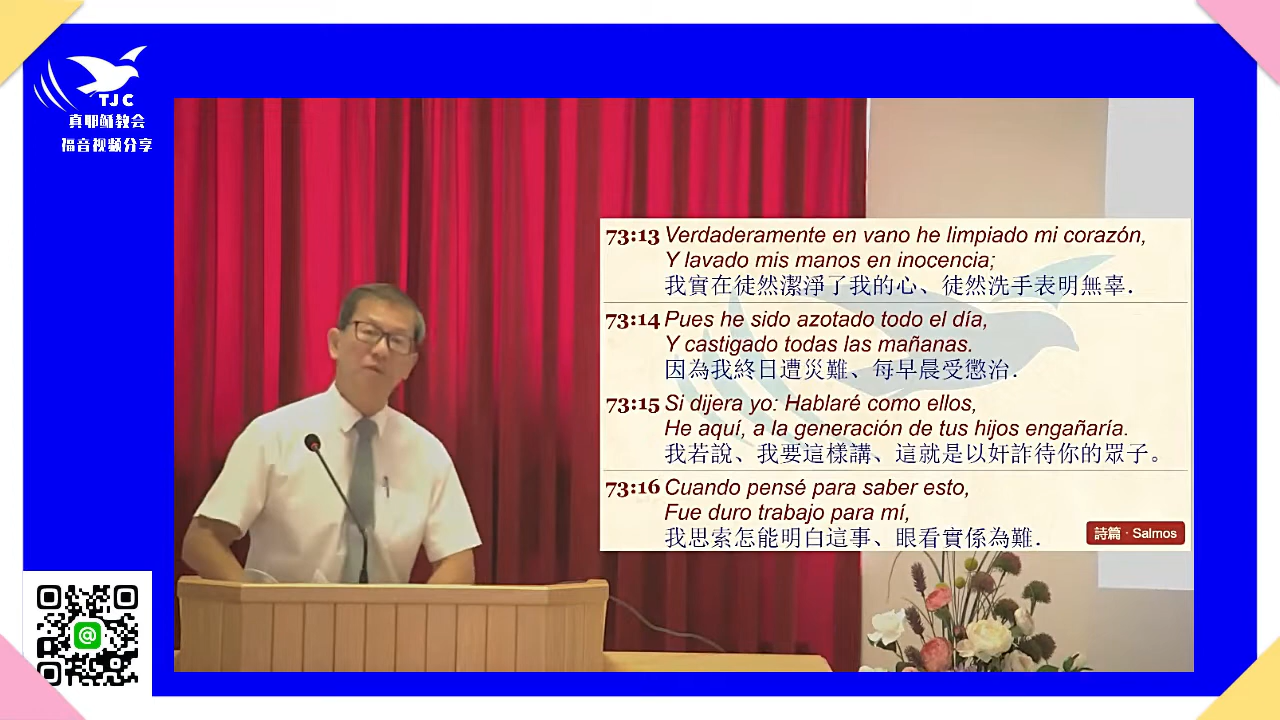 TJC
真耶穌教会
福音视频分享
73:13 Verdaderamente en vano he limpiado mi corazón,
Y lavado mis manos en inocencia;
我實在徒然潔淨了我的心、徒然洗手表明無辜.
73:14 Pues he sido azotado todo el día,
Y castigado todas las mañanas.
因為我終日遭災難、每早晨受懲治.
73:15 Si dijera yo: Hablaré como ellos,
He aquí, a la generación de tus hijos engañaría.
我若說、我要這樣講、這就是以奸詐待你的眾子。
73:16 Cuando pensé para saber esto,
Fue duro trabajo para mí,
我思索怎能明白這事、眼看實係為難.
詩篇 · Salmos
@